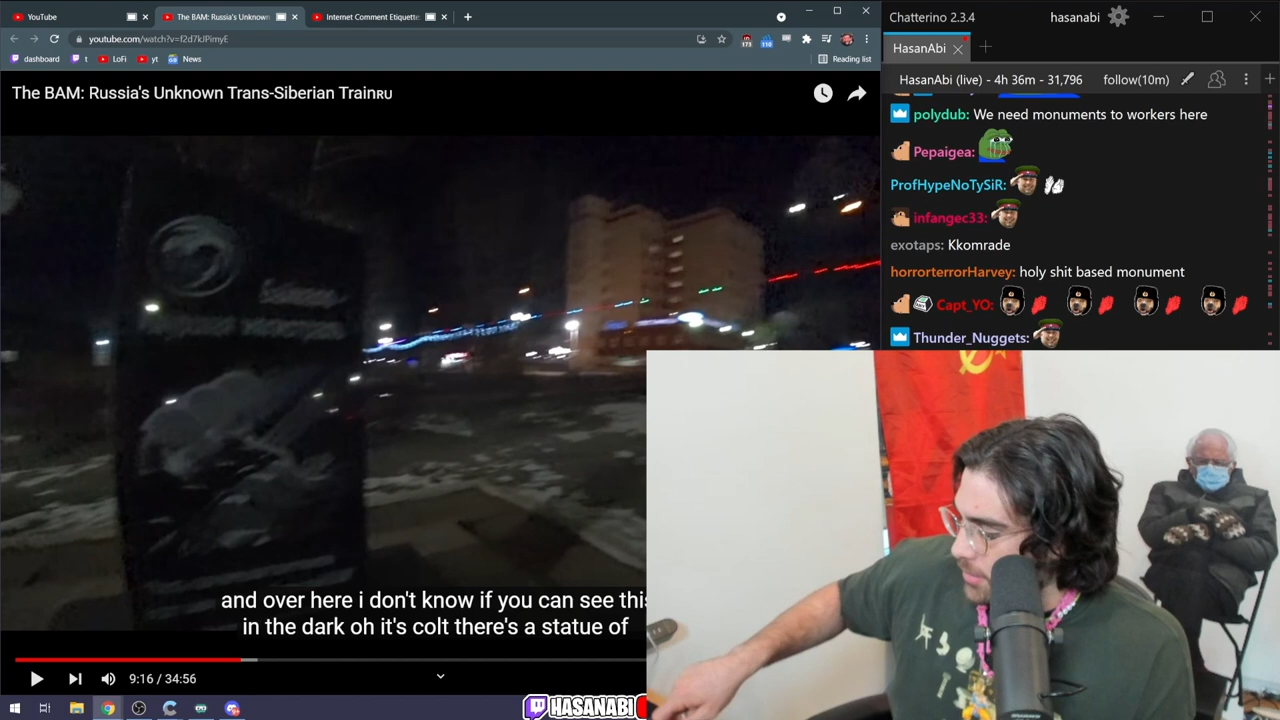 YouTube
The BAM: Russia's Unknown
Internet Comment Etiquette:
youtube.com/watch?v=f2d7kJPimyE
173
110
dashboard
t
LoFi
yt
News
Reading list
The BAM: Russia's Unknown Trans-Siberian TrainRU
and over here i don't know if you can see this
in the dark oh it's colt there's a statue of
9:16 / 34:56
HASANABI
Chatterino 2.3.4
hasanabi
HasanAbi
HasanAbi (live) - 4h 36m - 31,796
follow(10m)
polydub: We need monuments to workers here
Pepaigea:
ProfHypeNoTySiR:
infangec33:
exotaps: Kkomrade
horrorterrorHarvey: holy shit based monument
Capt_YO:
Thunder_Nuggets: